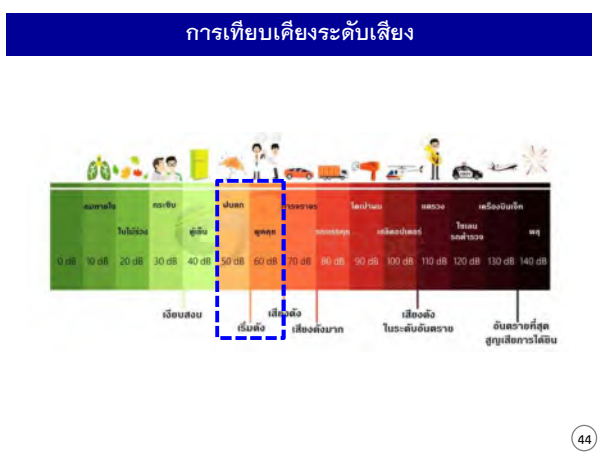 การเทียบเคียงระดับเสียง
ลมหายใจ กระซิบ ฝนตก การจราจร ไดเป่าผม แตรวง เครื่องบินเจ็ท
ใบไม้ร่วง ตู้เย็น พูดคุย รถบรรทุก เฮลิคอปเตอร์ ไซเรน รถตำรวจ พลุ
0 dB 10 dB 20 dB 30 dB 40 dB 50 dB 60 dB 70 dB 80 dB 90 dB 100 dB 110 dB 120 dB 130 dB 140 dB
เงียบสงบ
เริ่มดัง
เสียงดัง
เสียงดังมาก
เสียงดัง
ในระดับอันตราย
อันตรายที่สุด
สูญเสียการได้ยิน
44